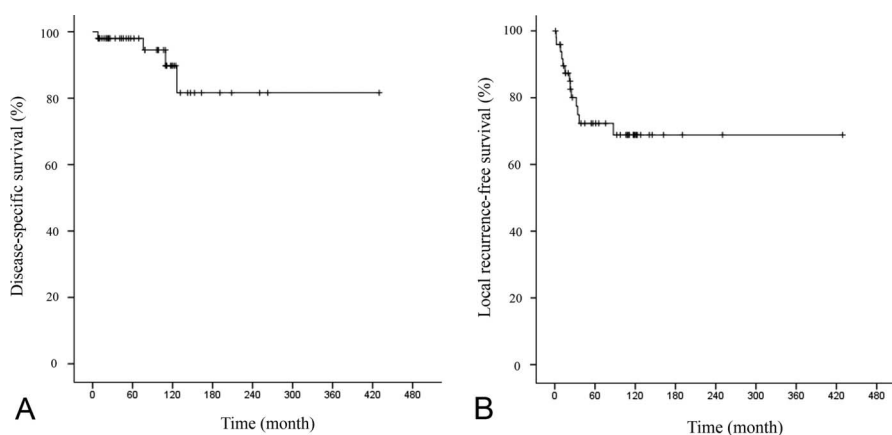 Disease-specific survival (%)
100
80
60
40
20
0
0 60 120 180 240 300 360 420 480
Time (month)
A
Local recurrence-free survival (%)
100
80
60
40
20
0
0 60 120 180 240 300 360 420 480
Time (month)
B